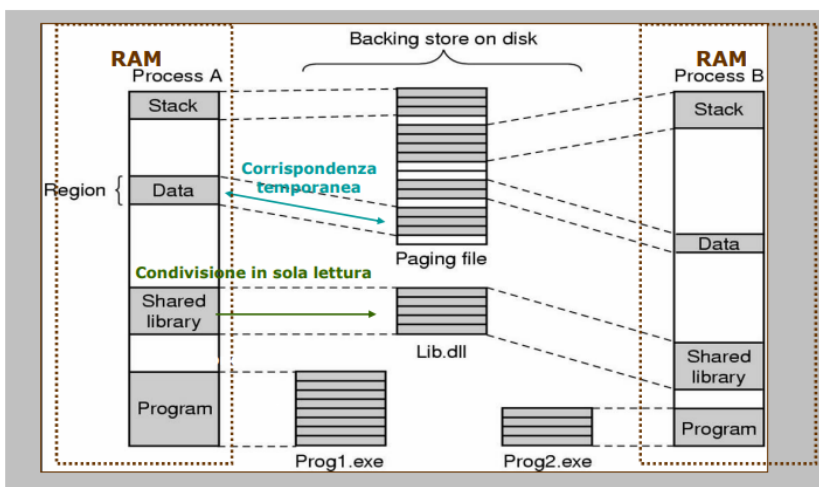 Backing store on disk
RAM
Process A
RAM
Process B
Stack
Stack
Corrispondenza
temporanea
Region
Data
Data
Paging file
Condivisione in sola lettura
Shared
library
Lib.dll
Shared
library
Program
Program
Prog1.exe
Prog2.exe